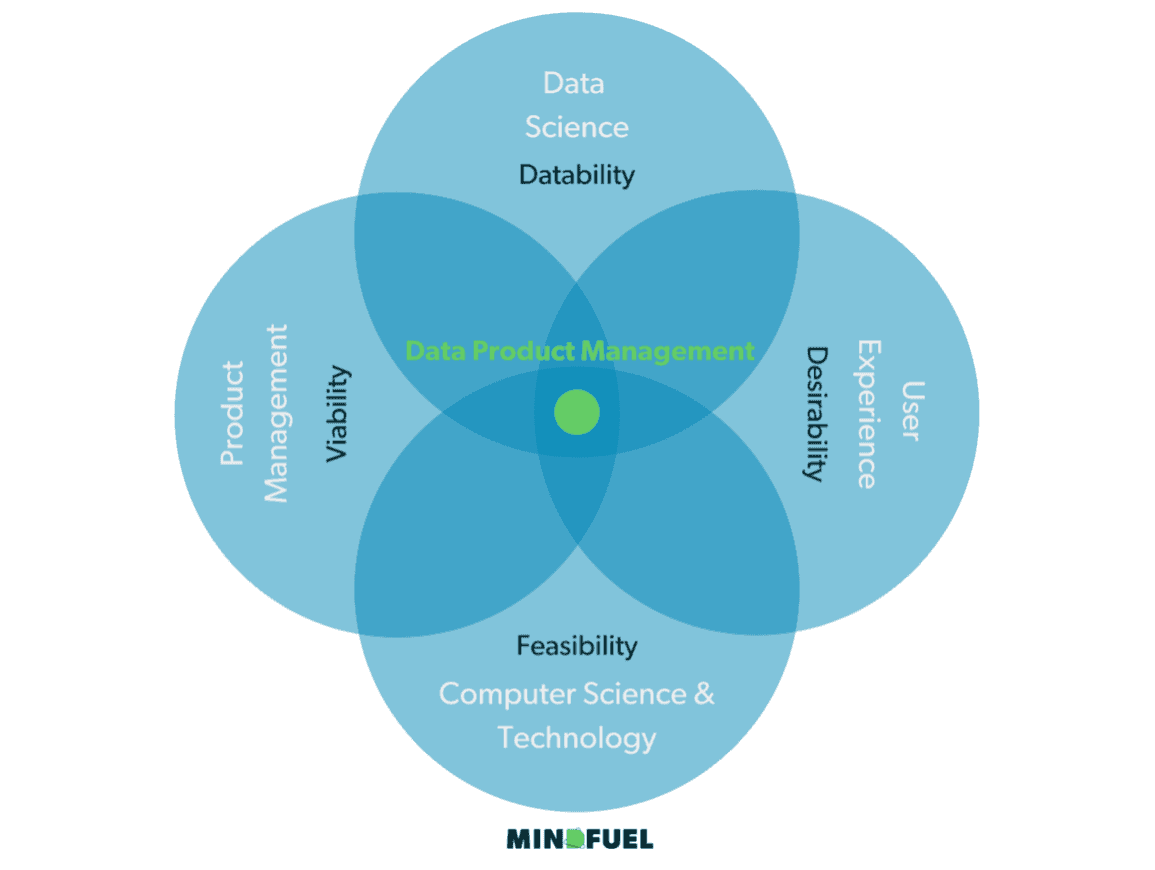 Data
Science
Datability
Product
Management
Viability
Data Product Management
Desirability
User
Experience
Feasibility
Computer Science &
Technology
MINDFUEL